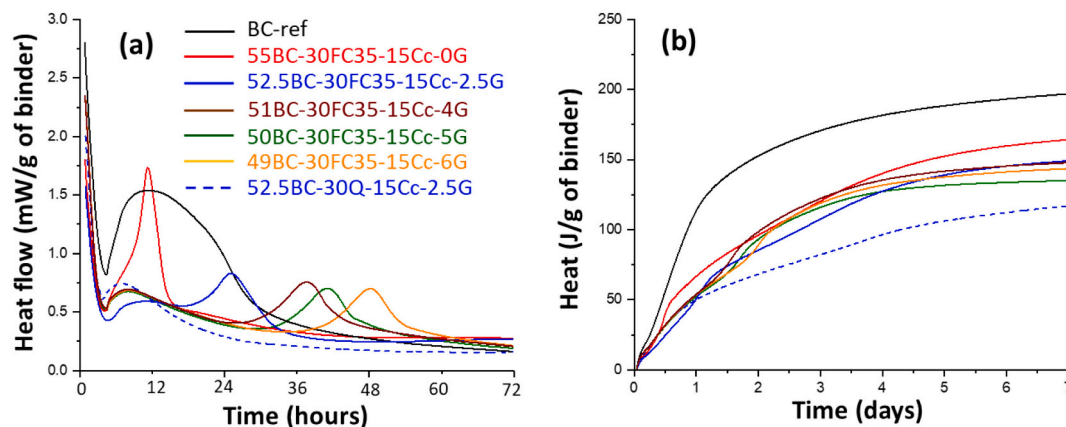 (a)
BC-ref
55BC-30FC35-15Cc-0G
52.5BC-30FC35-15Cc-2.5G
51BC-30FC35-15Cc-4G
50BC-30FC35-15Cc-5G
49BC-30FC35-15Cc-6G
52.5BC-30Q-15Cc-2.5G
Heat flow (mW/g of binder)
3.0
2.5
2.0
1.5
1.0
0.5
0.0
0 12 24 36 48 60 72
Time (hours)
(b)
Heat (J/g of binder)
250
200
150
100
50
0
0 1 2 3 4 5 6 7
Time (days)